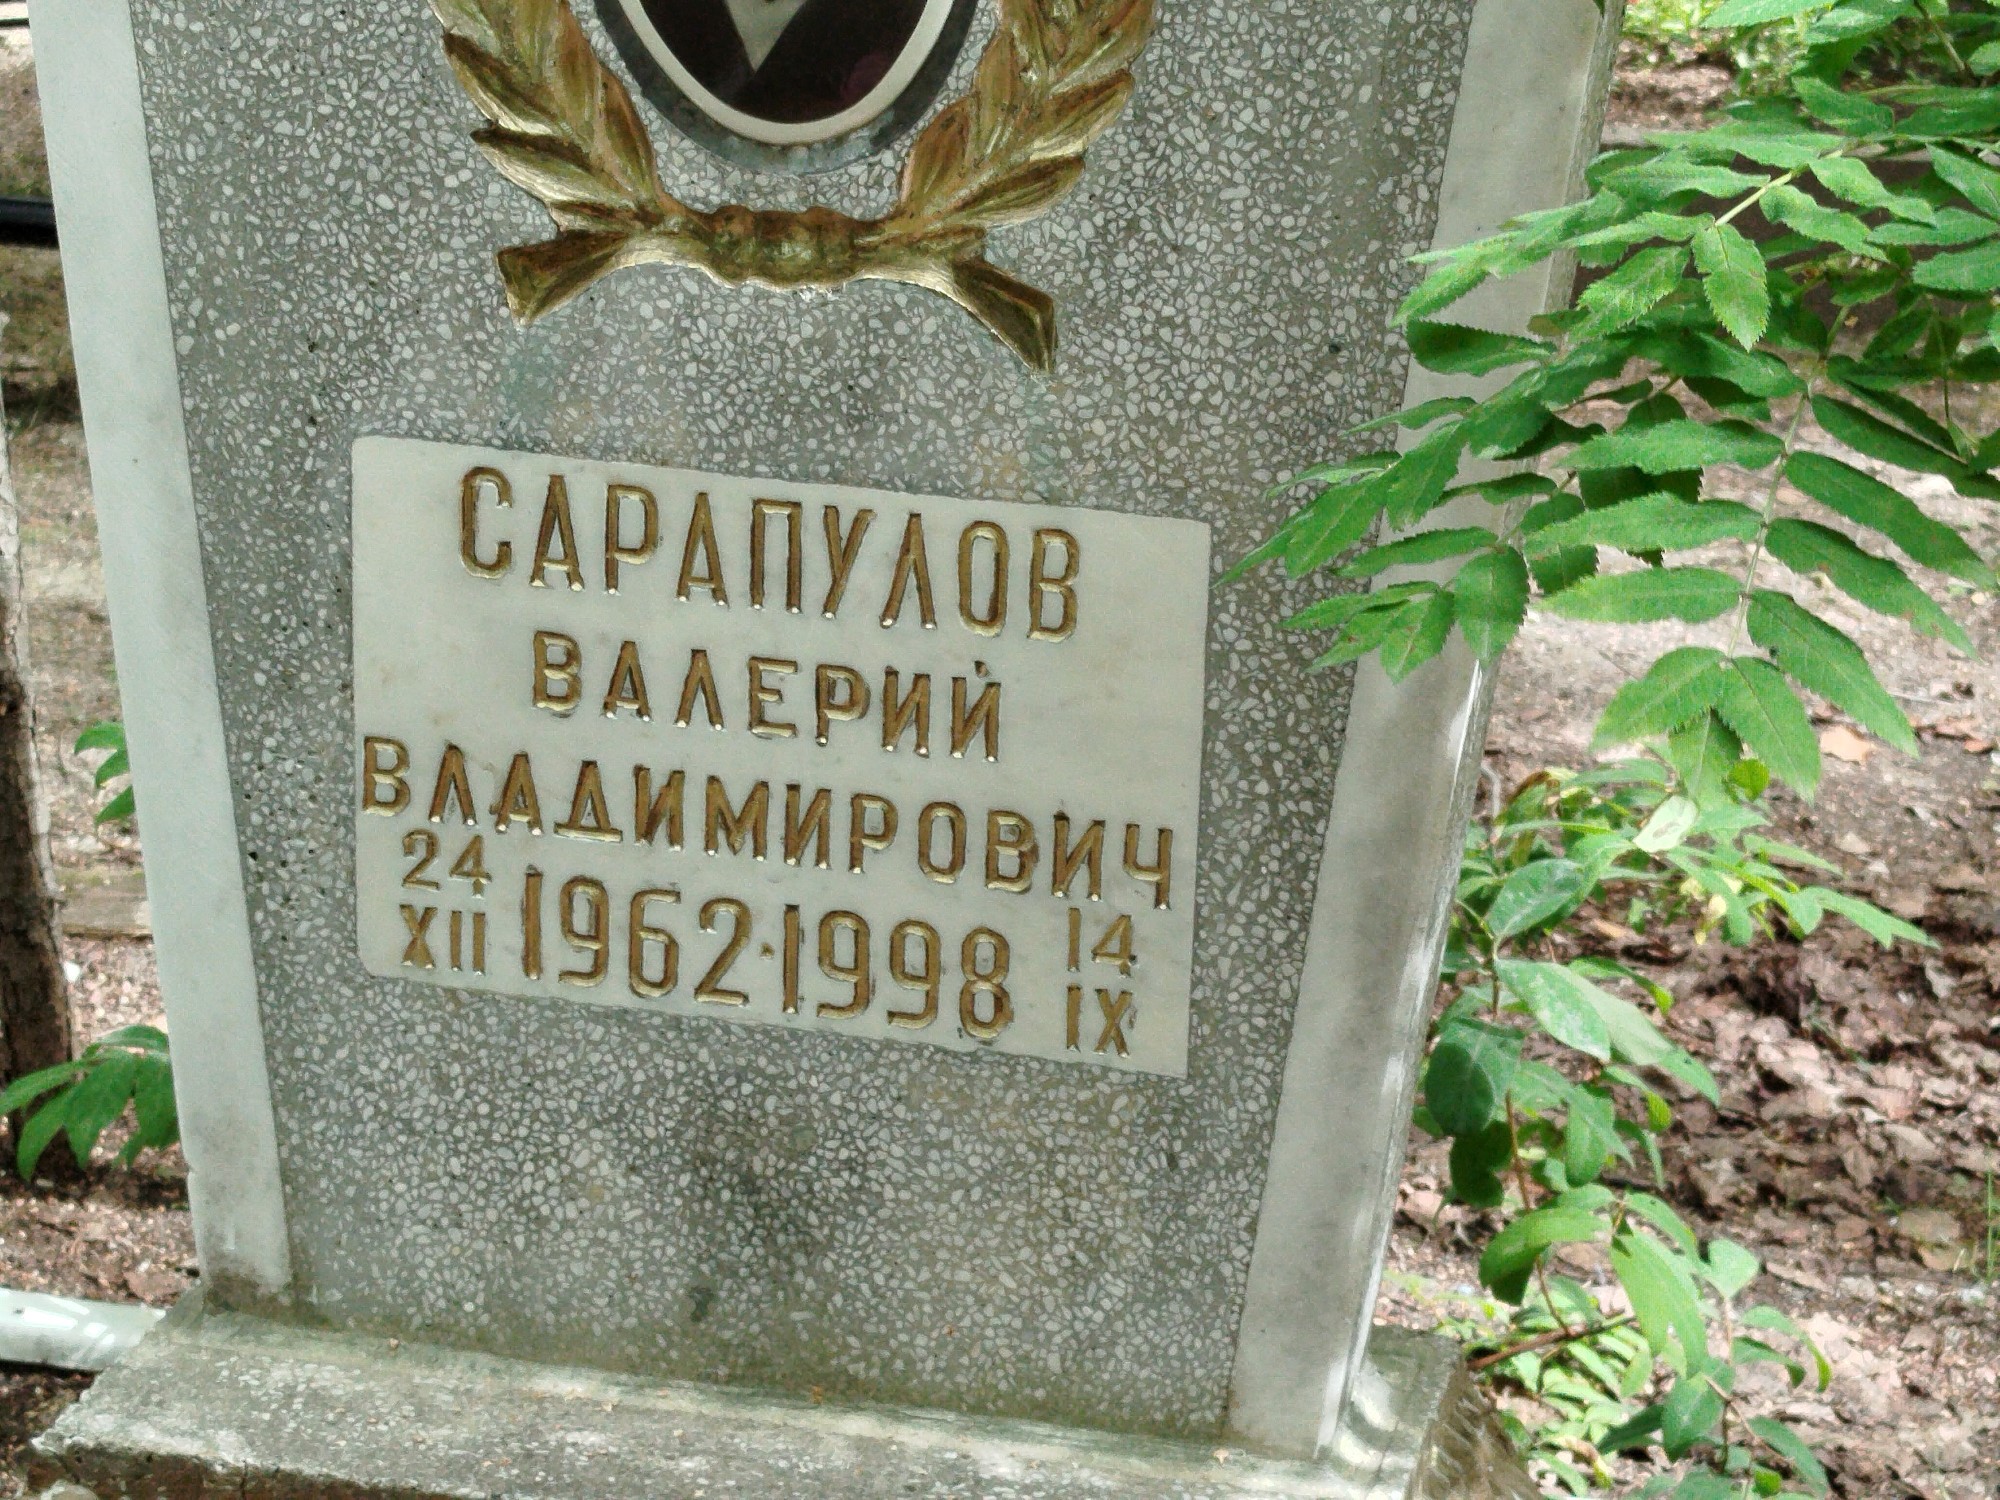 САРАПУЛОВ
ВАЛЕРИЙ
ВЛАДИМИРОВИЧ
24 XII 1962·1998 14 IX